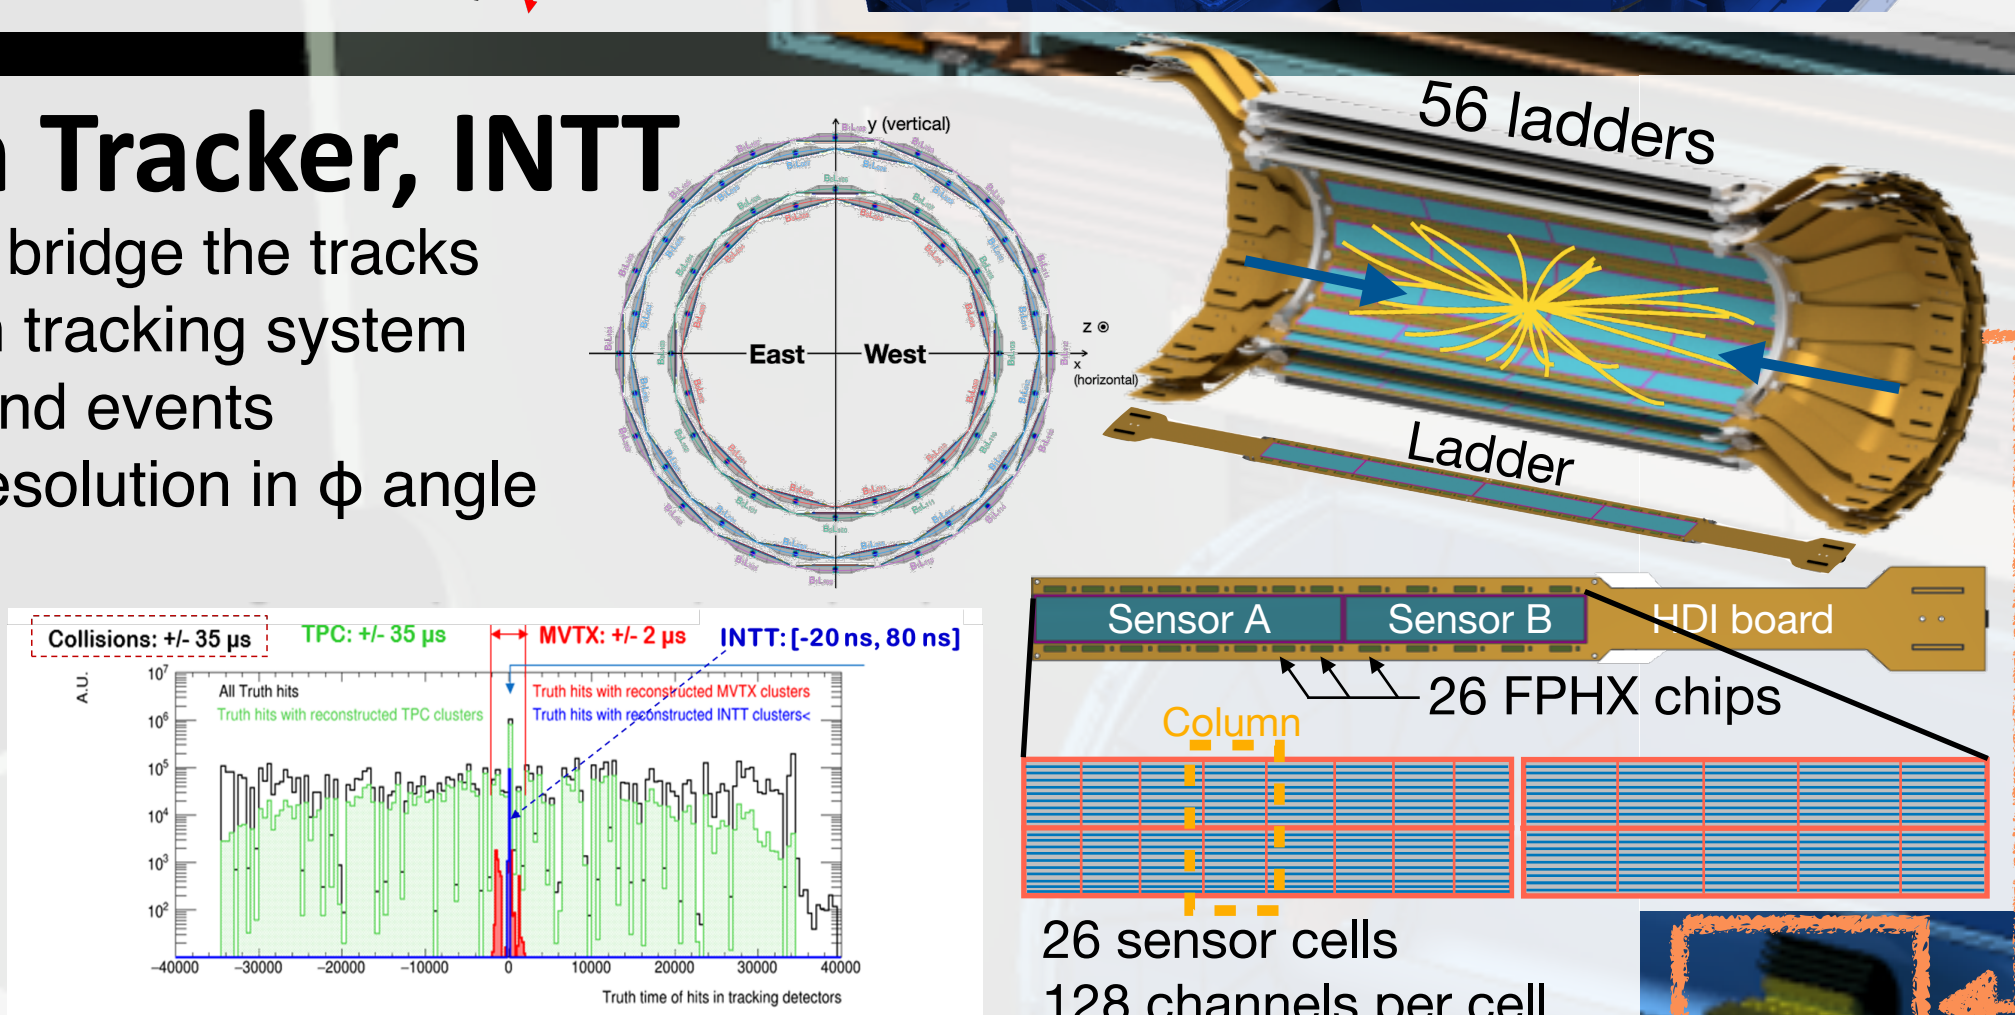 Tracker, INTT
bridge the tracks
tracking system
nd events
esolution in ϕ angle
y (vertical)
East
West
z
x
(horizontal)
56 ladders
Ladder
Sensor A
Sensor B
HDI board
26 FPHX chips
Column
26 sensor cells
128 channels per cell
Collisions: +/- 35 μs
TPC: +/- 35 μs
MVTX: +/- 2 μs
INTT: [-20 ns, 80 ns]
A.U.
All Truth hits
Truth hits with reconstructed TPC clusters
Truth hits with reconstructed MVTX clusters
Truth hits with reconstructed INTT clusters<
10⁷
10⁶
10⁵
10⁴
10³
10²
−40000 −30000 −20000 −10000 0 10000 20000 30000 40000
Truth time of hits in tracking detectors